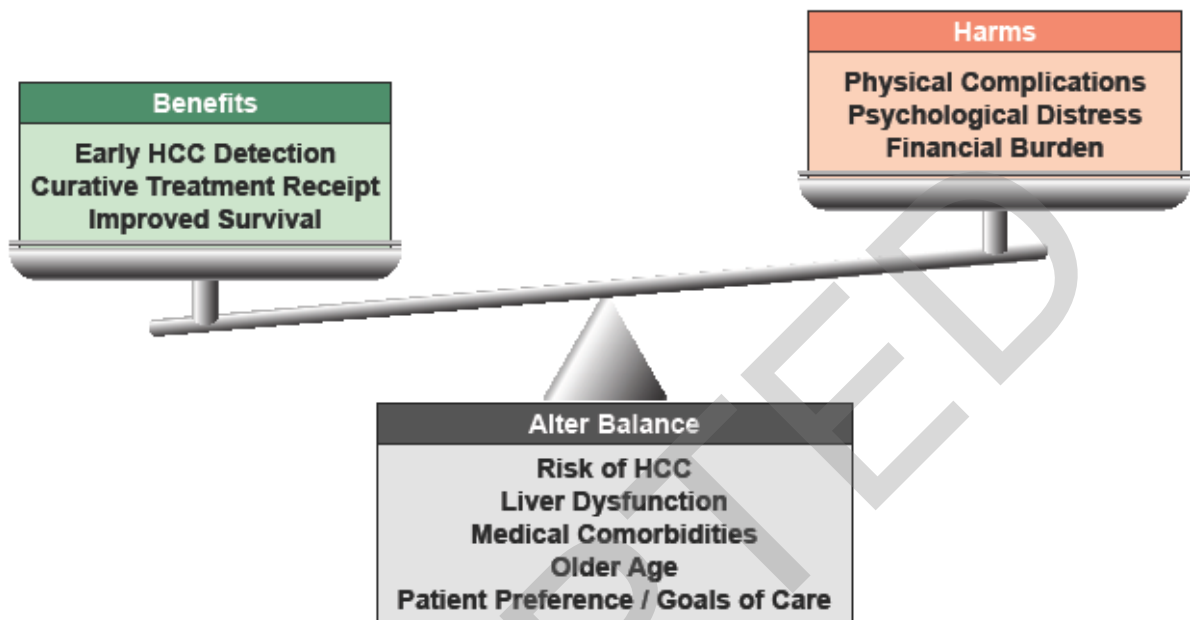 Benefits
Early HCC Detection
Curative Treatment Receipt
Improved Survival
Harms
Physical Complications
Psychological Distress
Financial Burden
Alter Balance
Risk of HCC
Liver Dysfunction
Medical Comorbidities
Older Age
Patient Preference / Goals of Care
PTED